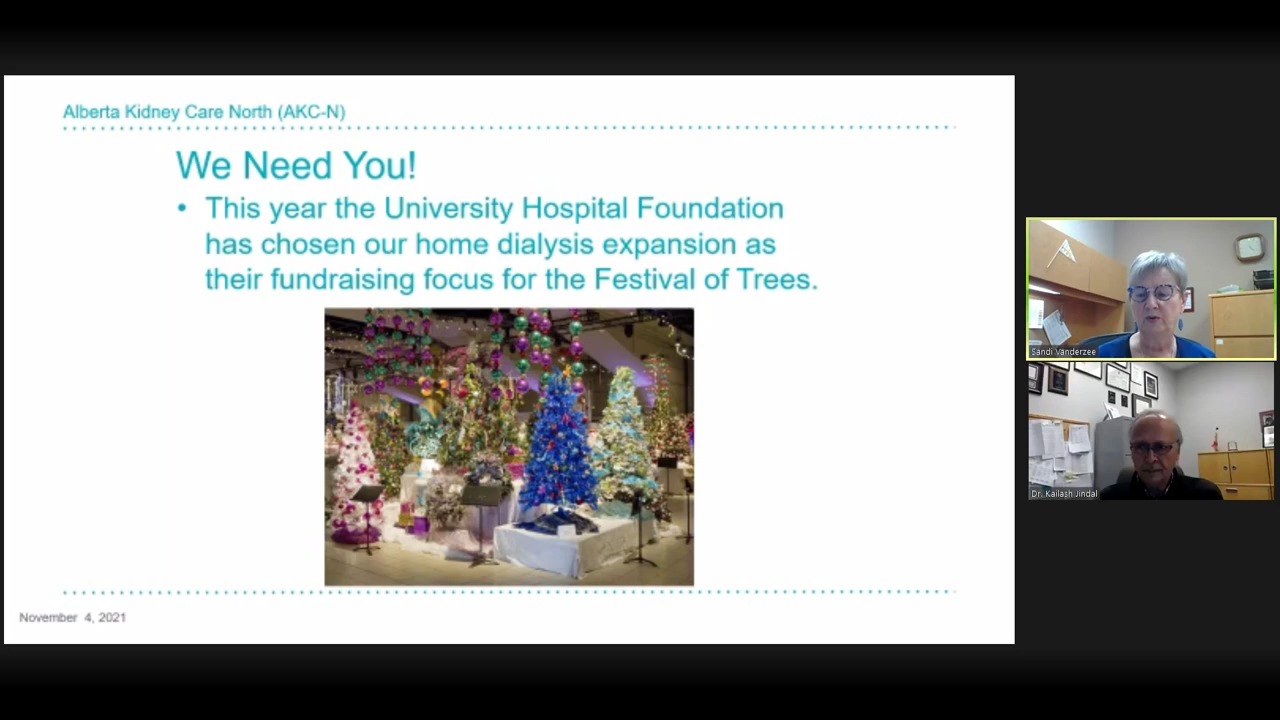 Alberta Kidney Care North (AKC-N)
We Need You!
• This year the University Hospital Foundation
has chosen our home dialysis expansion as
their fundraising focus for the Festival of Trees.
November 4, 2021
Sandi Vanderzee
Dr. Kailash Jindal